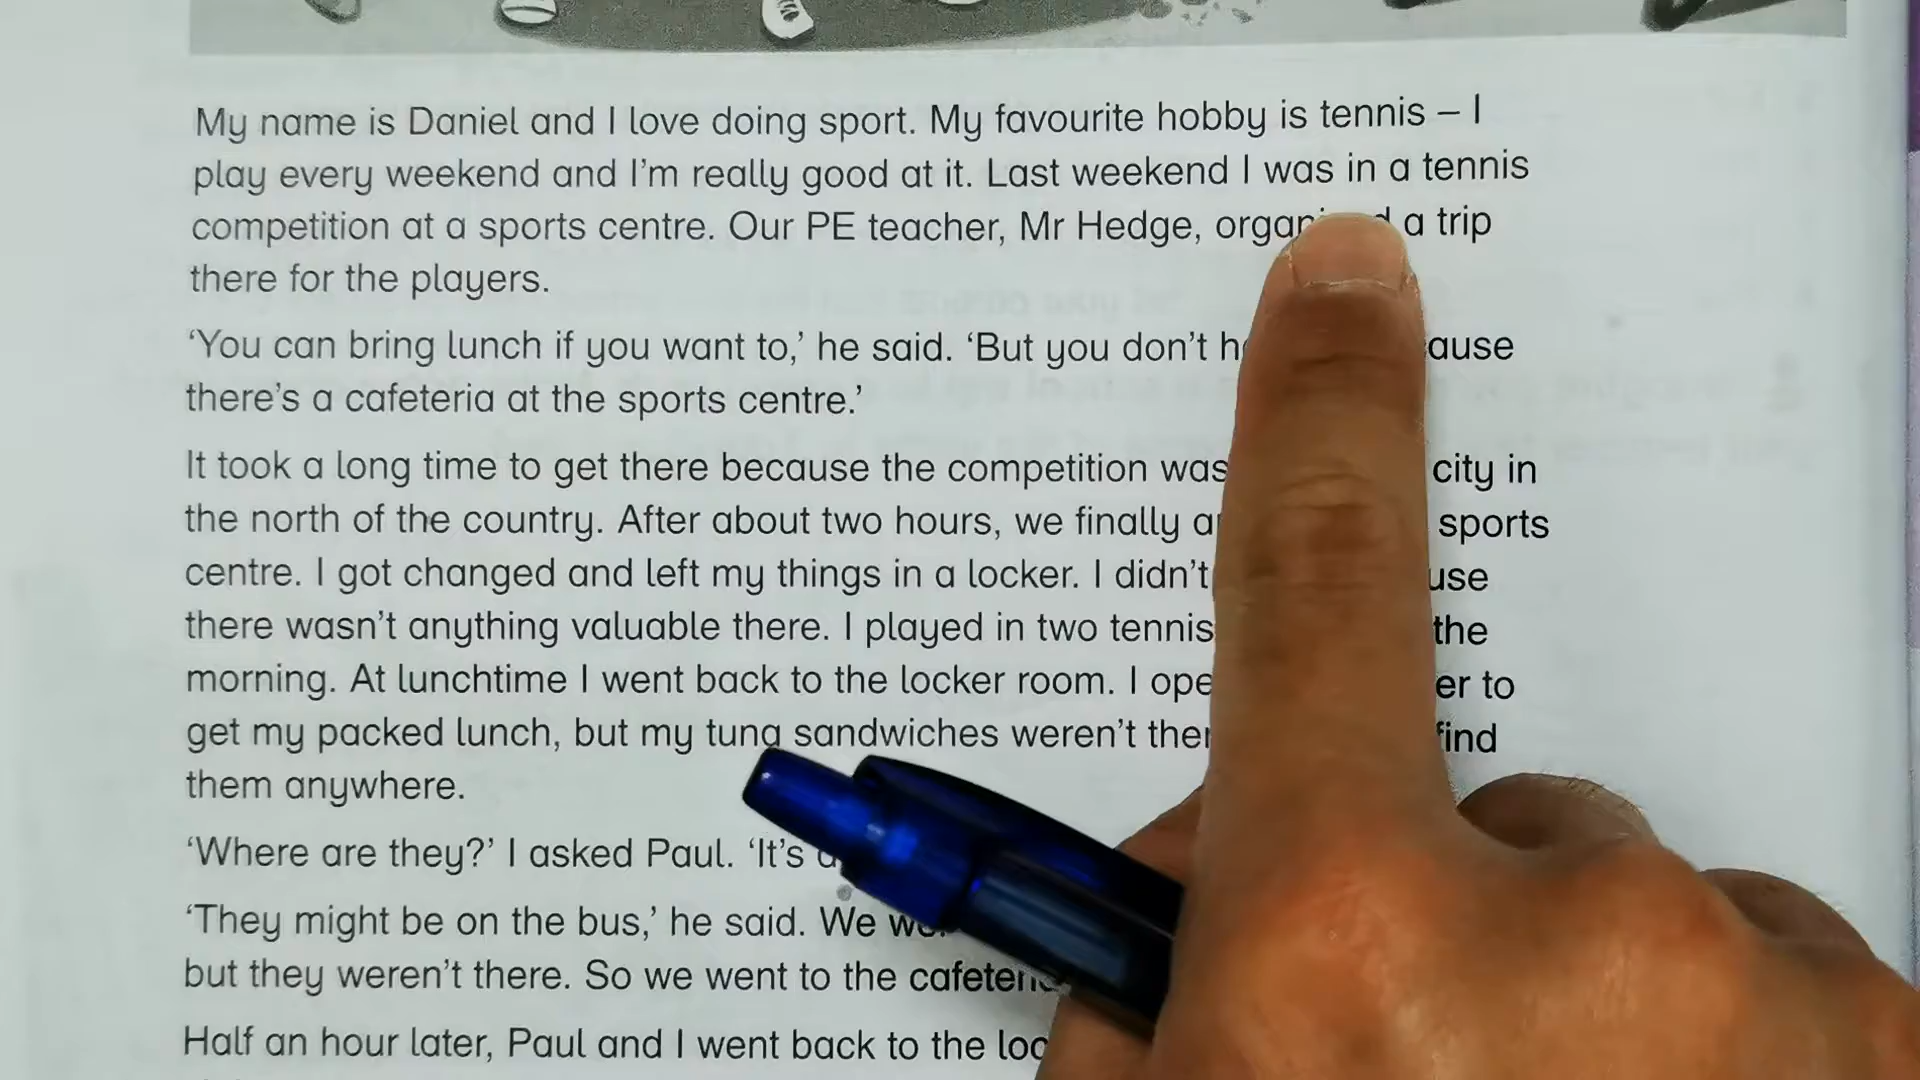 My name is Daniel and I love doing sport. My favourite hobby is tennis – I
play every weekend and I'm really good at it. Last weekend I was in a tennis
competition at a sports centre. Our PE teacher, Mr Hedge, organised a trip
there for the players.
'You can bring lunch if you want to,' he said. 'But you don't
there's a cafeteria at the sports centre.'
It took a long time to get there because the competition was city in
the north of the country. After about two hours, we finally sports
centre. I got changed and left my things in a locker. I didn't
there wasn't anything valuable there. I played in two tennis the
morning. At lunchtime I went back to the locker room. I to
get my packed lunch, but my tuna sandwiches weren't find
them anywhere.
'Where are they?' I asked Paul. 'It's
'They might be on the bus,' he said. We
but they weren't there. So we went to the cafeteria
Half an hour later, Paul and I went back to the